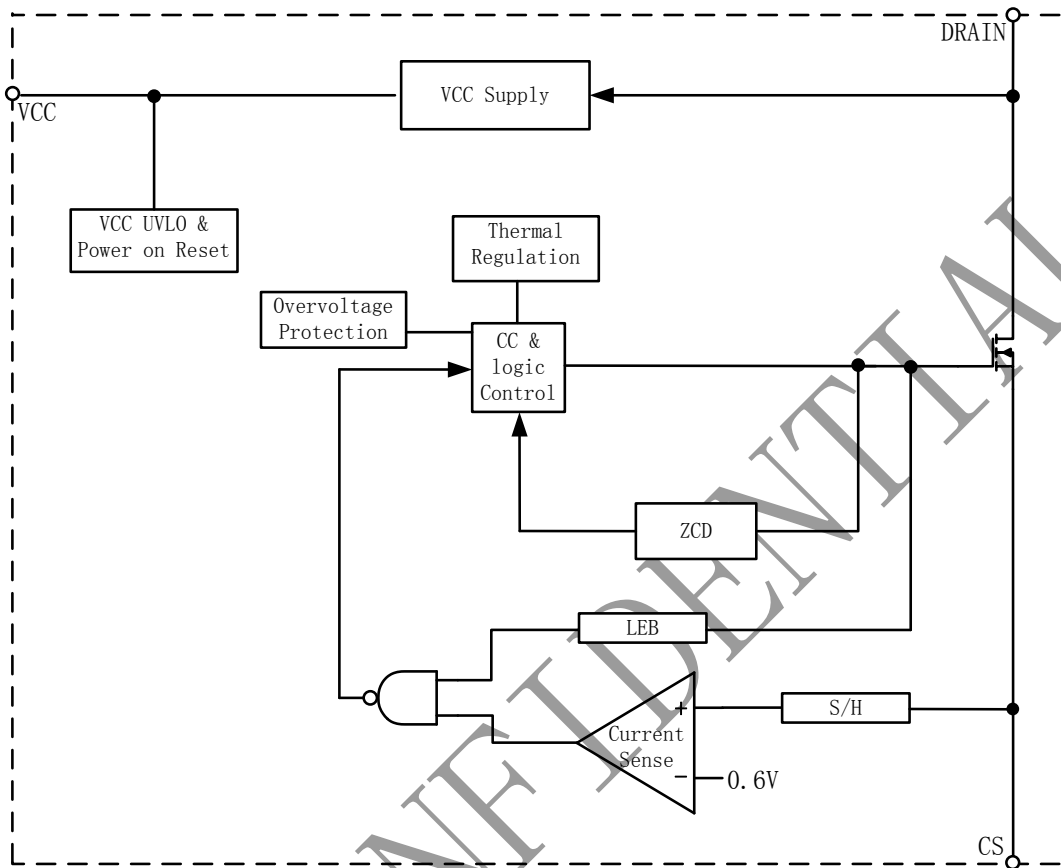 DRAIN
VCC
VCC Supply
VCC UVLO &
Power on Reset
Thermal
Regulation
Overvoltage
Protection
CC &
logic
Control
ZCD
LEB
S/H
+
Current
Sense
−
0.6V
CS
NFIDENTIAL